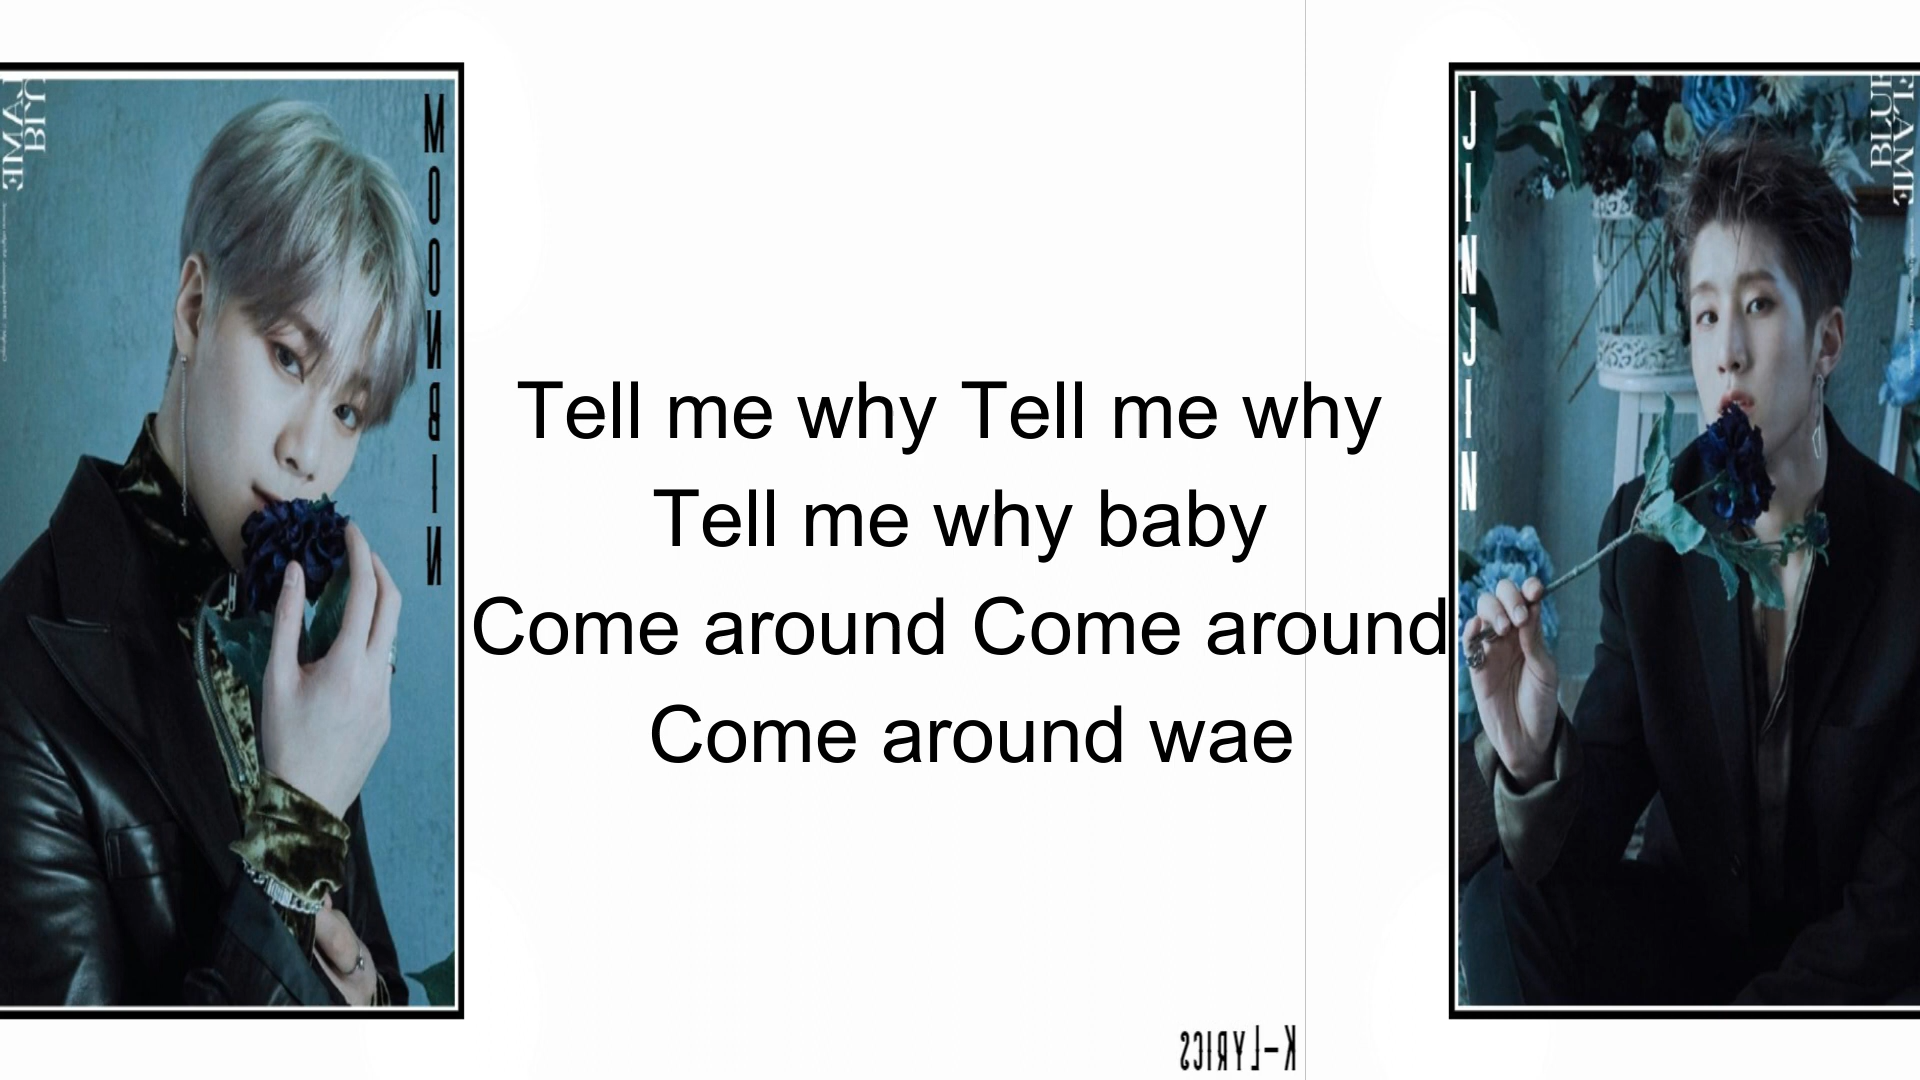 BLUE
FLAME
MOONBIN
Tell me why Tell me why
Tell me why baby
Come around Come around
Come around wae
JINJIN
BLUE
FLAME
K-LYRICS